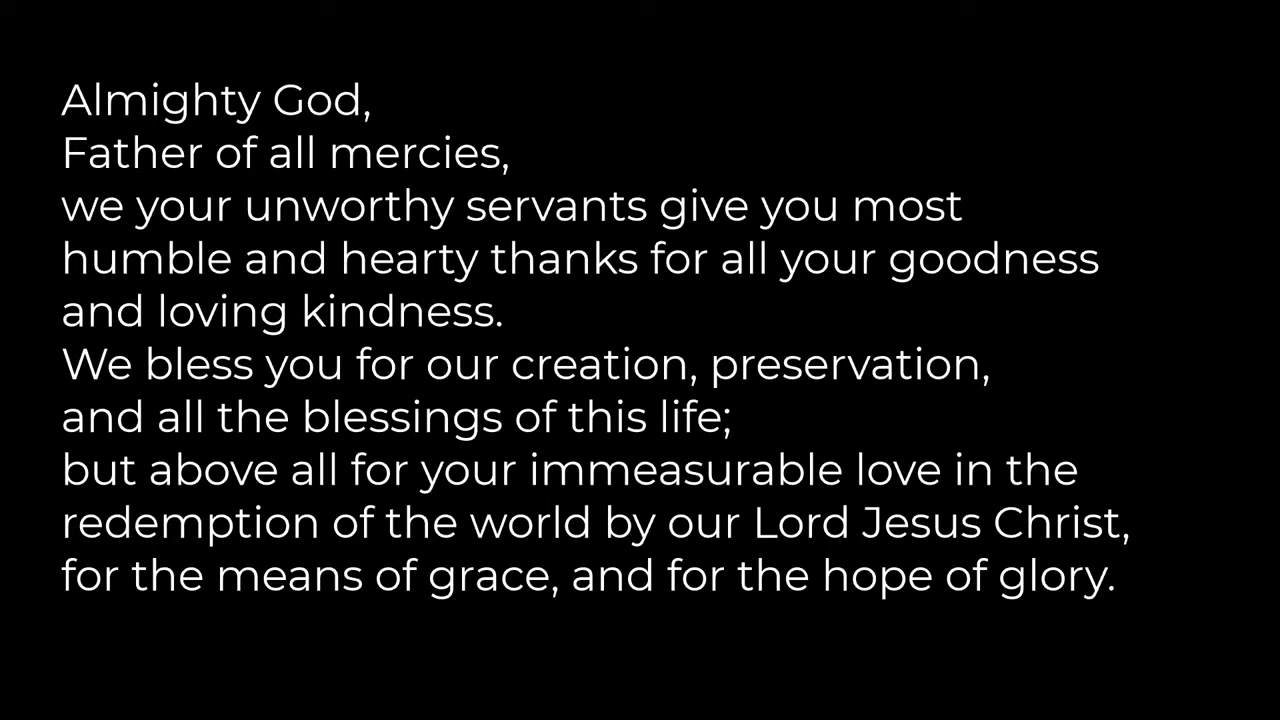 Almighty God,
Father of all mercies,
we your unworthy servants give you most
humble and hearty thanks for all your goodness
and loving kindness.
We bless you for our creation, preservation,
and all the blessings of this life;
but above all for your immeasurable love in the
redemption of the world by our Lord Jesus Christ,
for the means of grace, and for the hope of glory.